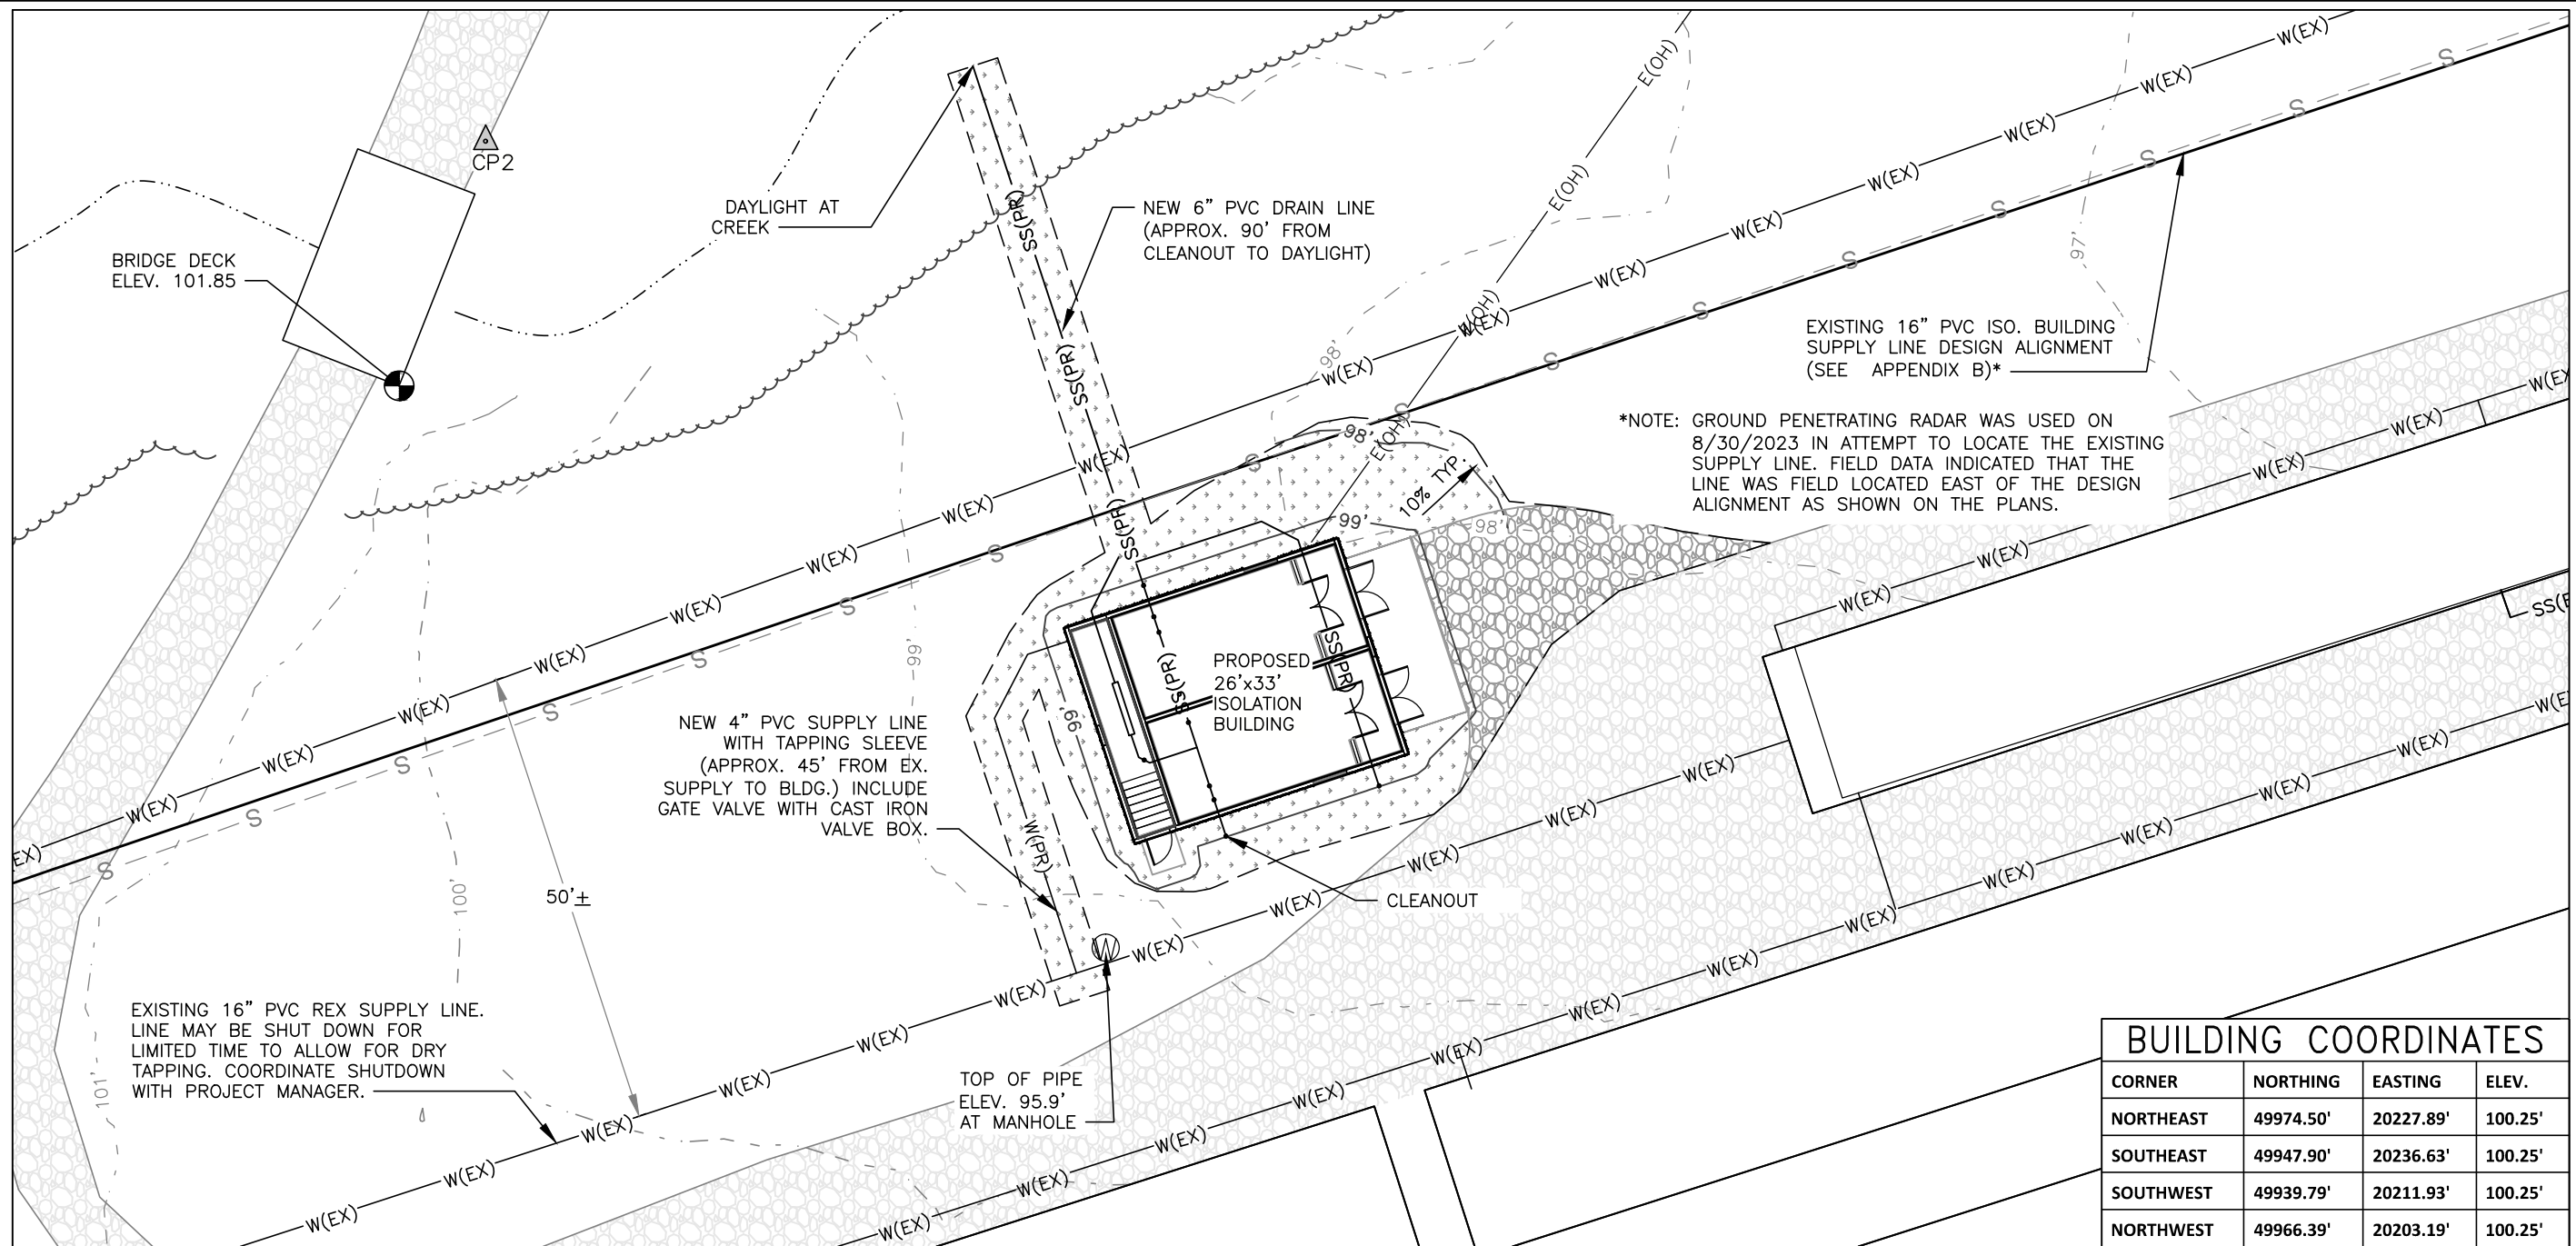 CP2
DAYLIGHT AT
CREEK
NEW 6" PVC DRAIN LINE
(APPROX. 90' FROM
CLEANOUT TO DAYLIGHT)
BRIDGE DECK
ELEV. 101.85
EXISTING 16" PVC ISO. BUILDING
SUPPLY LINE DESIGN ALIGNMENT
(SEE APPENDIX B)*
*NOTE: GROUND PENETRATING RADAR WAS USED ON
8/30/2023 IN ATTEMPT TO LOCATE THE EXISTING
SUPPLY LINE. FIELD DATA INDICATED THAT THE
LINE WAS FIELD LOCATED EAST OF THE DESIGN
ALIGNMENT AS SHOWN ON THE PLANS.
W(EX)
S
E(OH)
SS(PR)
W(PR)
97'
98'
98'
98'
99'
99'
99'
100'
101'
10% TYP.
PROPOSED
26'x33'
ISOLATION
BUILDING
NEW 4" PVC SUPPLY LINE
WITH TAPPING SLEEVE
(APPROX. 45' FROM EX.
SUPPLY TO BLDG.) INCLUDE
GATE VALVE WITH CAST IRON
VALVE BOX.
50'±
CLEANOUT
W
EXISTING 16" PVC REX SUPPLY LINE.
LINE MAY BE SHUT DOWN FOR
LIMITED TIME TO ALLOW FOR DRY
TAPPING. COORDINATE SHUTDOWN
WITH PROJECT MANAGER.
TOP OF PIPE
ELEV. 95.9'
AT MANHOLE
BUILDING COORDINATES
CORNER NORTHING EASTING ELEV.
NORTHEAST 49974.50' 20227.89' 100.25'
SOUTHEAST 49947.90' 20236.63' 100.25'
SOUTHWEST 49939.79' 20211.93' 100.25'
NORTHWEST 49966.39' 20203.19' 100.25'